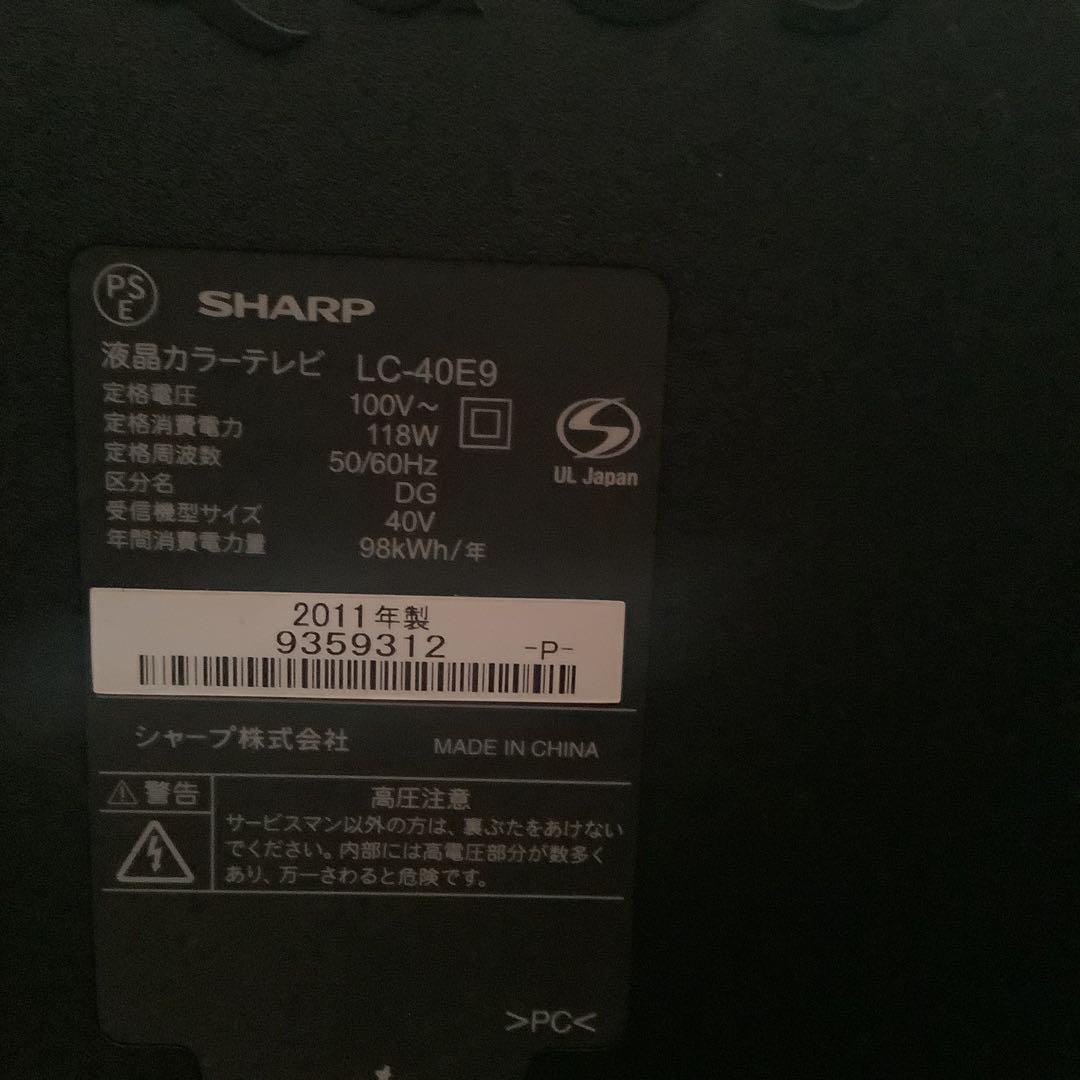 PS
E
SHARP
液晶カラーテレビ LC-40E9
定格電圧 100V~
定格消費電力 118W
定格周波数 50/60Hz
区分名 DG
受信機型サイズ 40V
年間消費電力量 98kWh/年
UL Japan
2011年製
9359312 -P-
シャープ株式会社 MADE IN CHINA
警告
高圧注意
サービスマン以外の方は、裏ぶたをあけない
でください。内部には高電圧部分が数多く
あり、万一さわると危険です。
>PC<